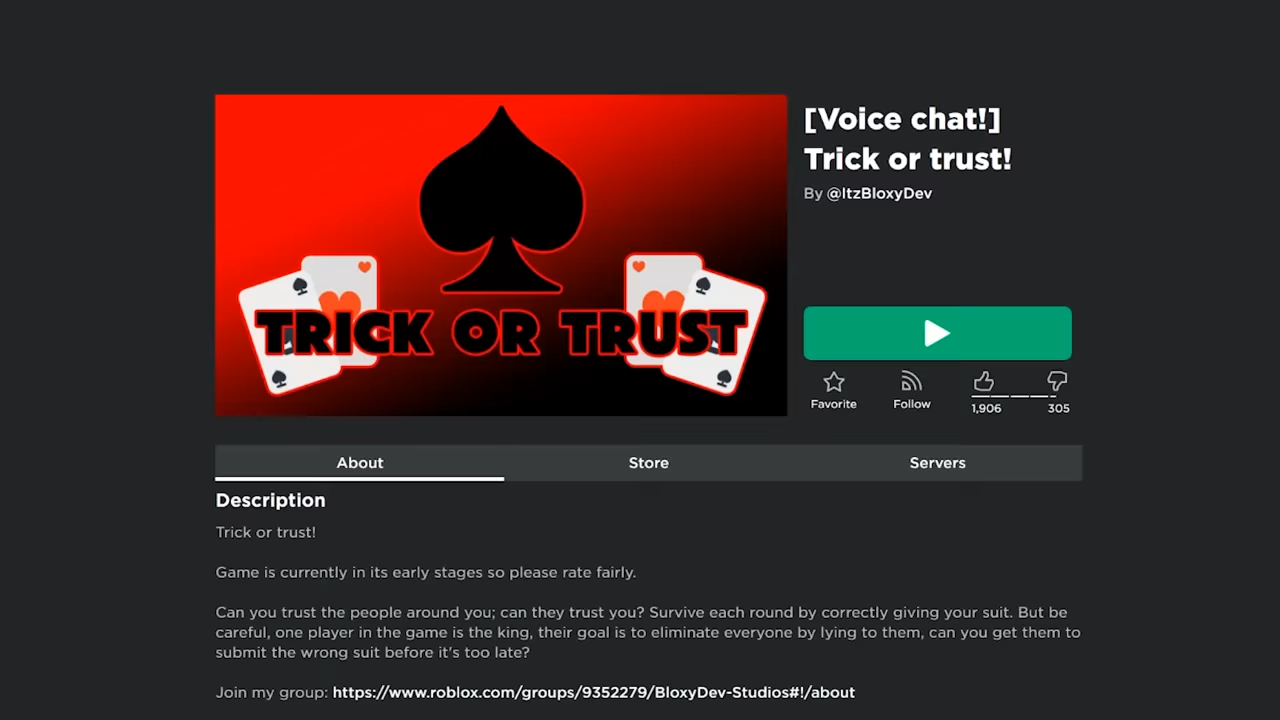 [Voice chat!]
Trick or trust!
By @ItzBloxyDev
TRICK OR TRUST
Favorite
Follow
1,906
305
About
Store
Servers
Description
Trick or trust!
Game is currently in its early stages so please rate fairly.
Can you trust the people around you; can they trust you? Survive each round by correctly giving your suit. But be
careful, one player in the game is the king, their goal is to eliminate everyone by lying to them, can you get them to
submit the wrong suit before it's too late?
Join my group: https://www.roblox.com/groups/9352279/BloxyDev-Studios#!/about